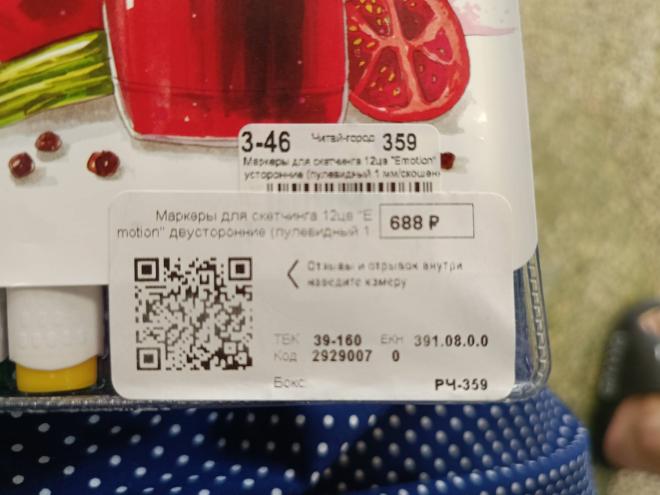 3-46 Читай-город 359
Маркеры для скетчинга 12цв "Emotion"
усторонние (пулевидный 1 мм/скошен
Маркеры для скетчинга 12цв "E
motion" двусторонние (пулевидный 1
688 ₽
Отзывы и отрывок внутри
наведите камеру
ТЕК 39-160 ЕКН 391.08.0.0
Код 2929007 0
Бокс: РЧ-359